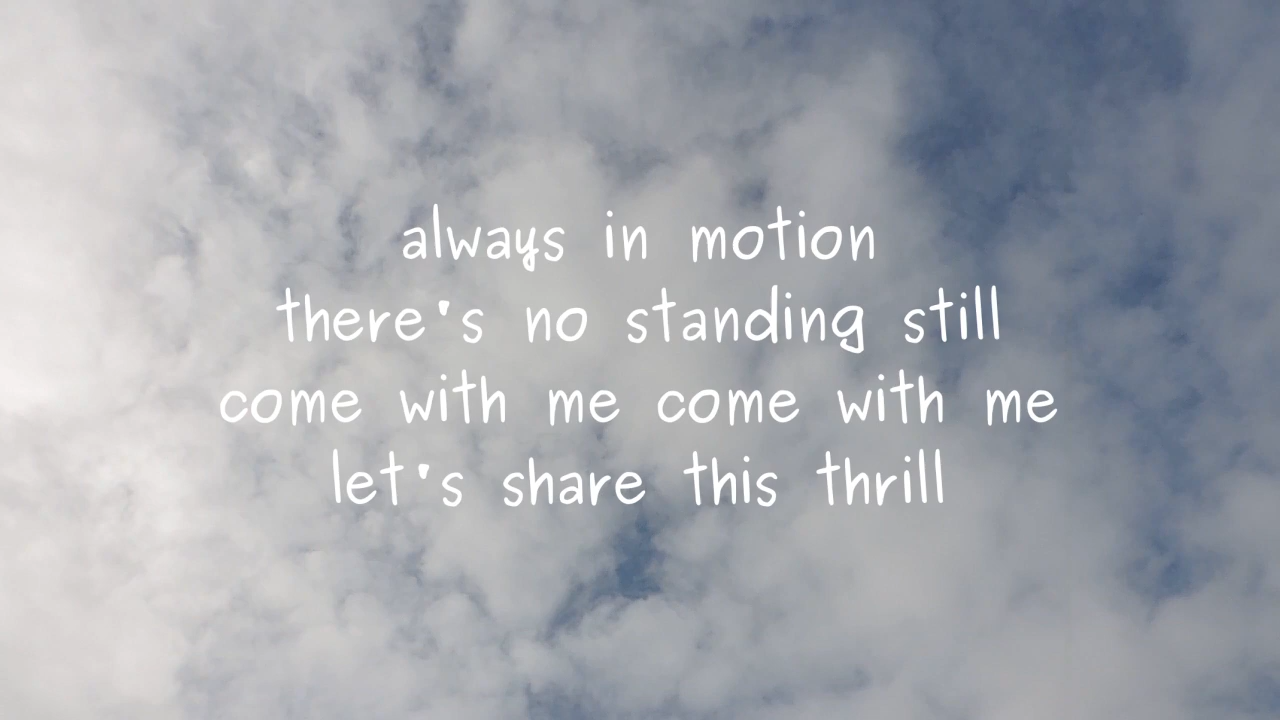 always in motion
there's no standing still
come with me come with me
let's share this thrill